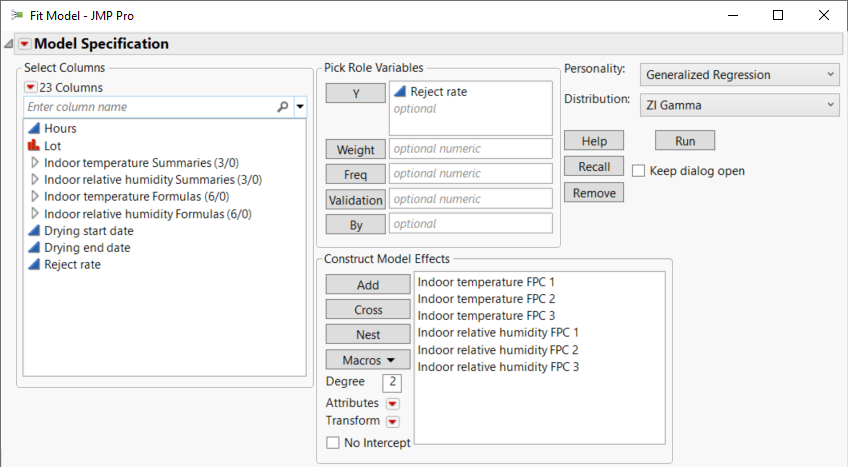 Fit Model - JMP Pro
Model Specification
Select Columns
23 Columns
Enter column name
Hours
Lot
Indoor temperature Summaries (3/0)
Indoor relative humidity Summaries (3/0)
Indoor temperature Formulas (6/0)
Indoor relative humidity Formulas (6/0)
Drying start date
Drying end date
Reject rate
Pick Role Variables
Y
Reject rate
optional
Weight
optional numeric
Freq
optional numeric
Validation
optional numeric
By
optional
Personality:
Generalized Regression
Distribution:
ZI Gamma
Help
Run
Recall
Keep dialog open
Remove
Construct Model Effects
Add
Cross
Nest
Macros
Degree
2
Attributes
Transform
No Intercept
Indoor temperature FPC 1
Indoor temperature FPC 2
Indoor temperature FPC 3
Indoor relative humidity FPC 1
Indoor relative humidity FPC 2
Indoor relative humidity FPC 3